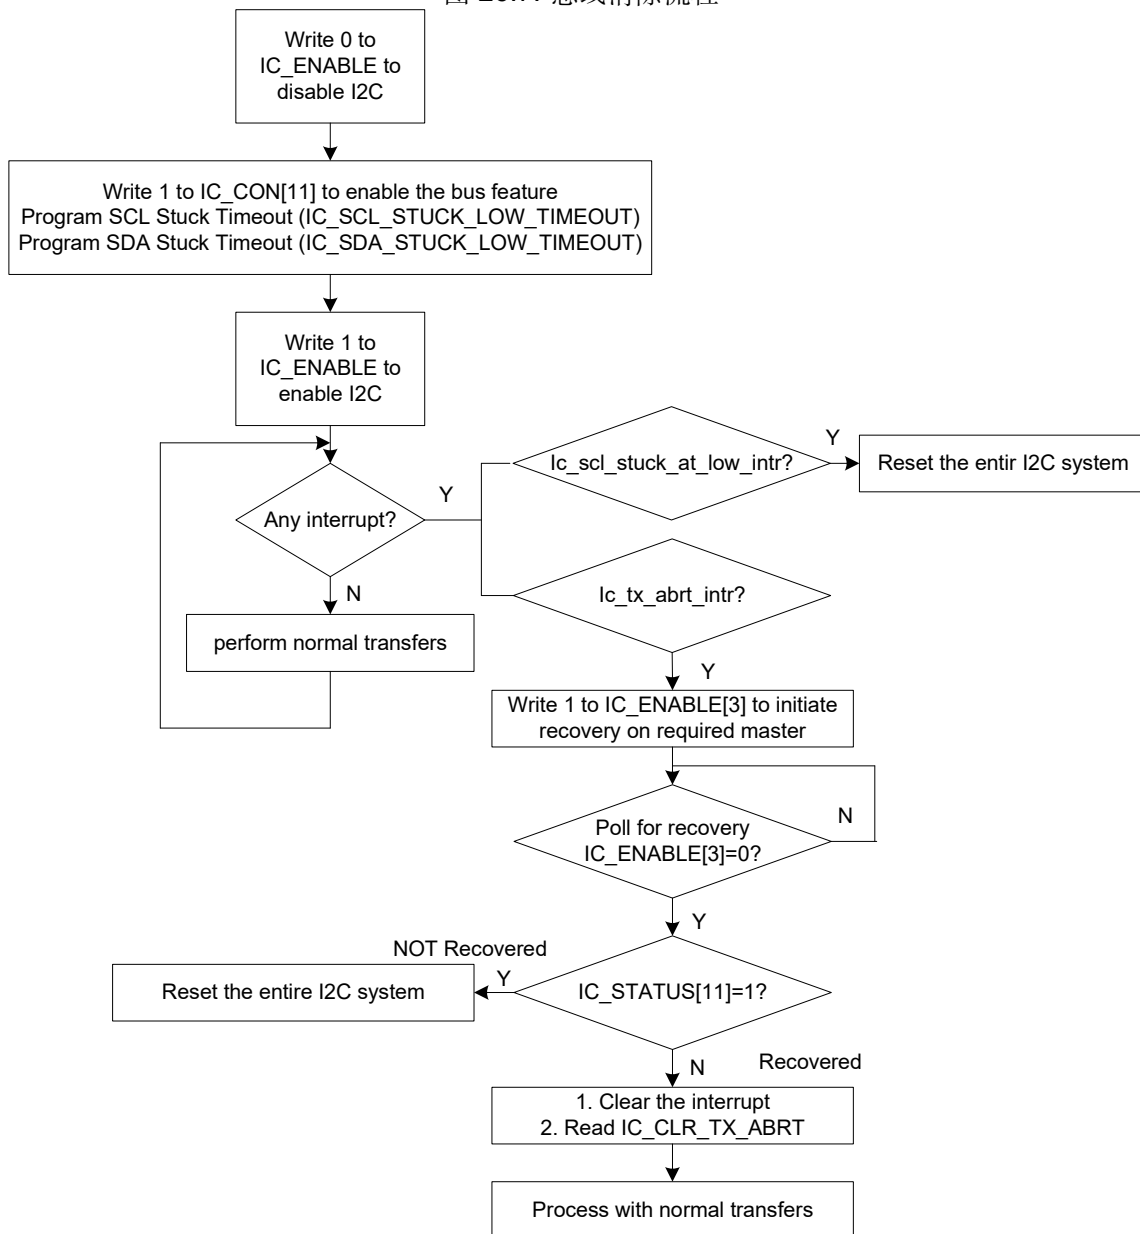 Write 0 to
IC_ENABLE to
disable I2C
Write 1 to IC_CON[11] to enable the bus feature
Program SCL Stuck Timeout (IC_SCL_STUCK_LOW_TIMEOUT)
Program SDA Stuck Timeout (IC_SDA_STUCK_LOW_TIMEOUT)
Write 1 to
IC_ENABLE to
enable I2C
Any interrupt?
Y
N
perform normal transfers
Ic_scl_stuck_at_low_intr?
Y
Reset the entir I2C system
Ic_tx_abrt_intr?
Y
Write 1 to IC_ENABLE[3] to initiate
recovery on required master
Poll for recovery
IC_ENABLE[3]=0?
N
Y
IC_STATUS[11]=1?
NOT Recovered
Y
Reset the entire I2C system
N
Recovered
1. Clear the interrupt
2. Read IC_CLR_TX_ABRT
Process with normal transfers